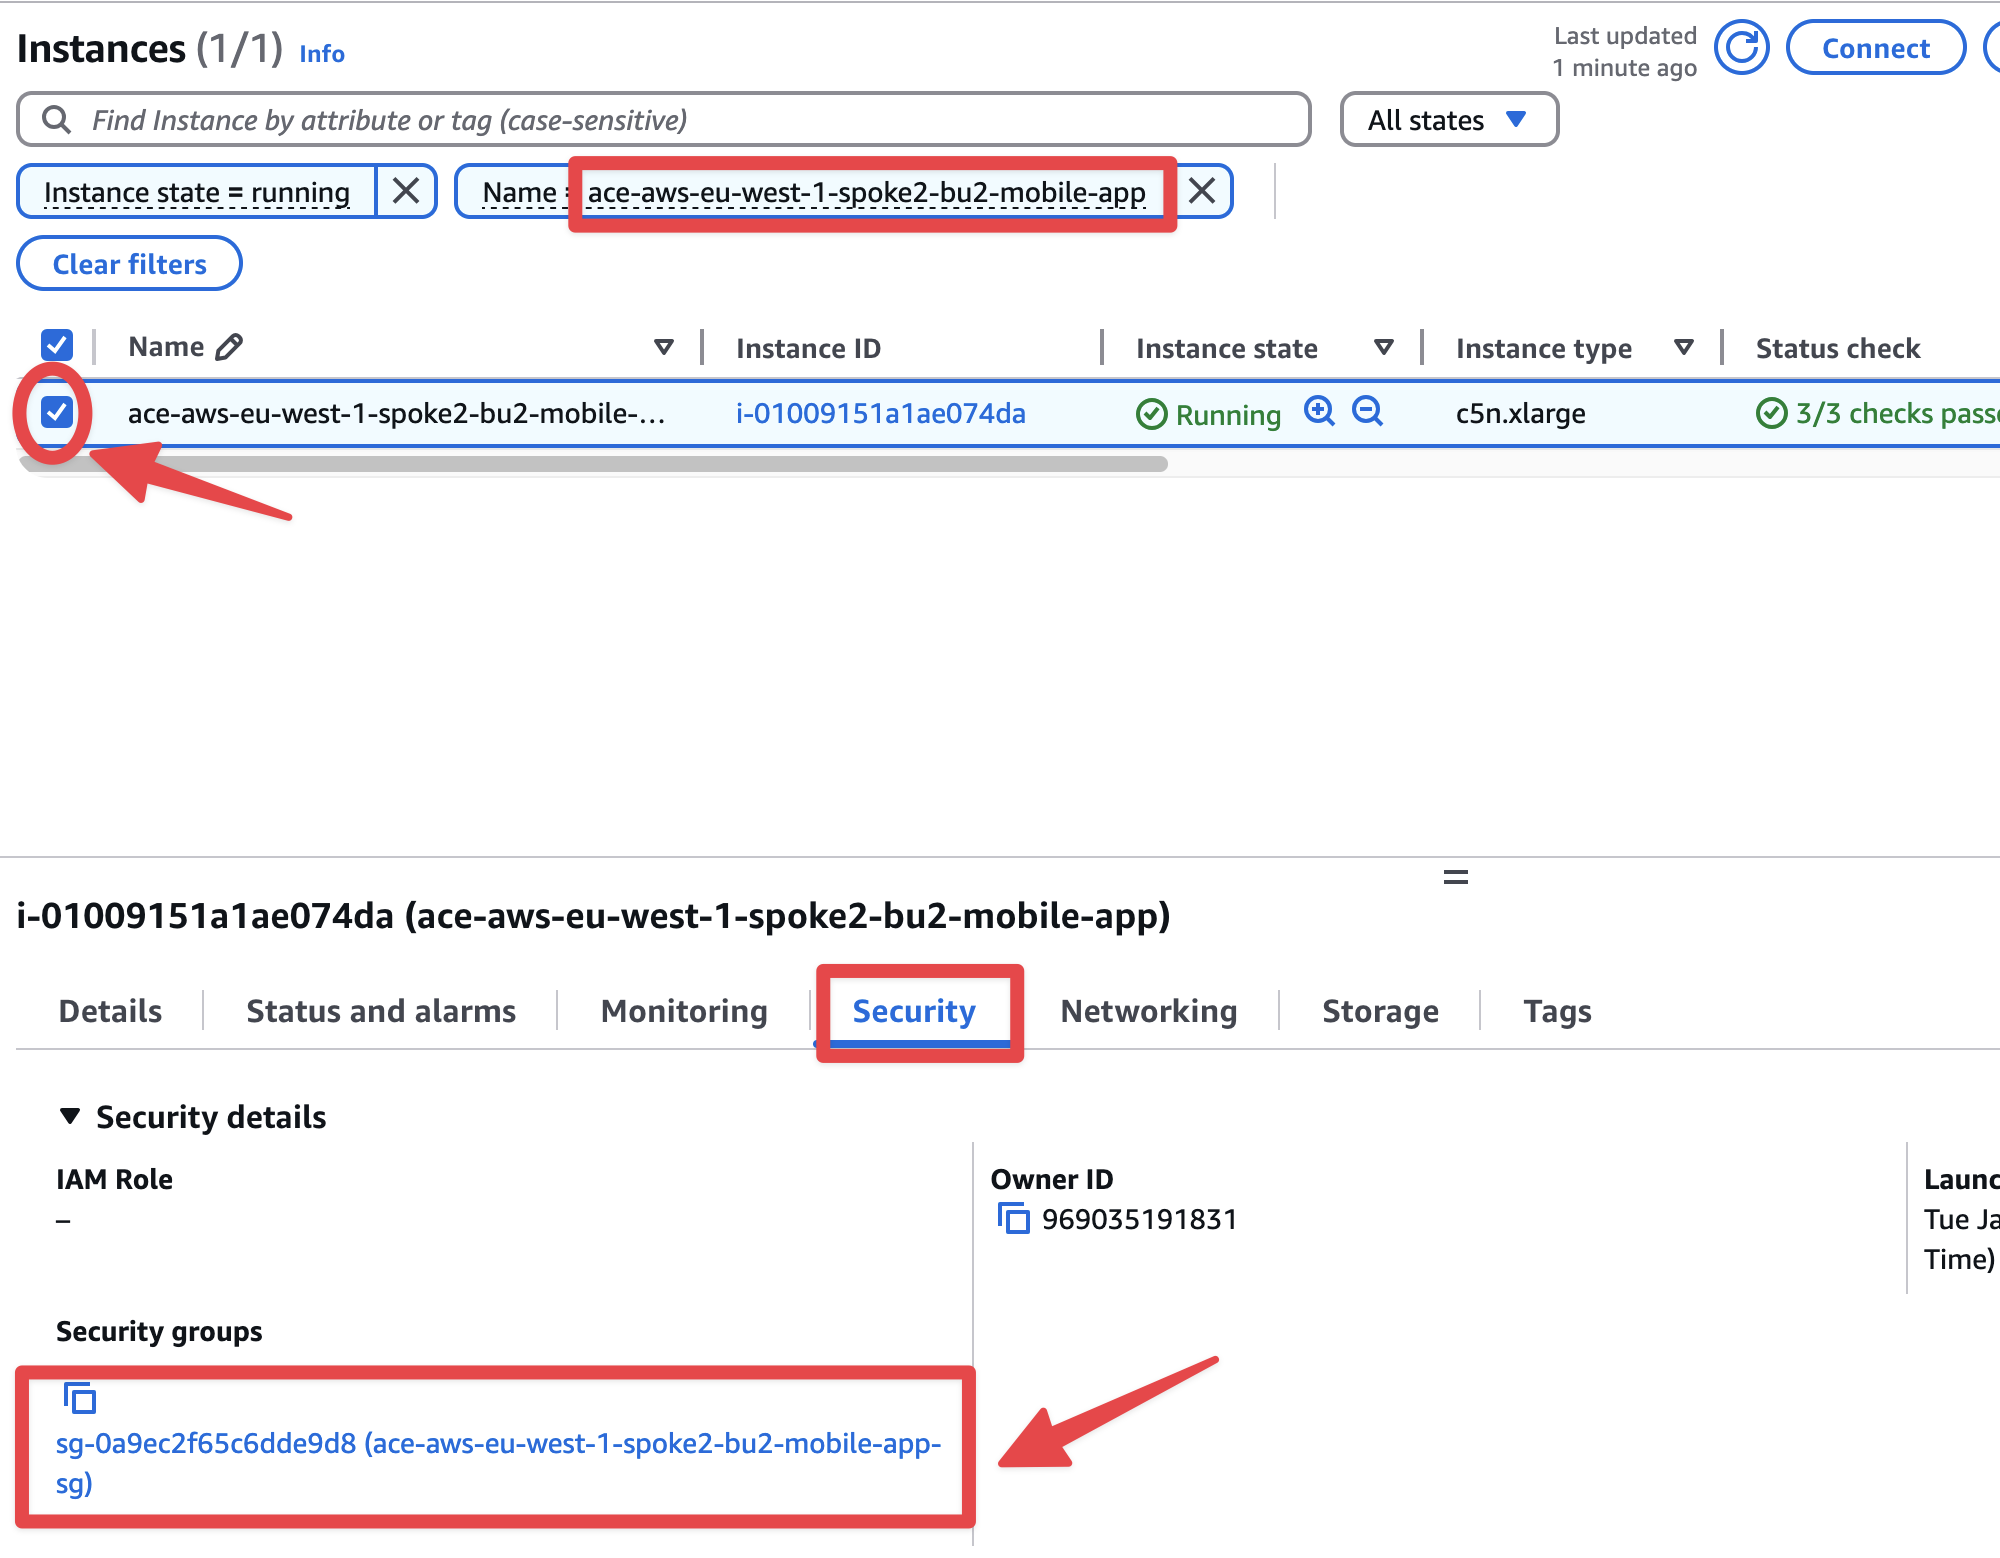 Instances (1/1) Info
Last updated
1 minute ago
Connect
Find Instance by attribute or tag (case-sensitive)
All states
Instance state = running
Name = ace-aws-eu-west-1-spoke2-bu2-mobile-app
Clear filters
Name
Instance ID
Instance state
Instance type
Status check
ace-aws-eu-west-1-spoke2-bu2-mobile-...
i-01009151a1ae074da
Running
c5n.xlarge
3/3 checks passe
i-01009151a1ae074da (ace-aws-eu-west-1-spoke2-bu2-mobile-app)
Details
Status and alarms
Monitoring
Security
Networking
Storage
Tags
Security details
IAM Role
–
Owner ID
969035191831
Launc
Tue Ja
Time)
Security groups
sg-0a9ec2f65c6dde9d8 (ace-aws-eu-west-1-spoke2-bu2-mobile-app-
sg)